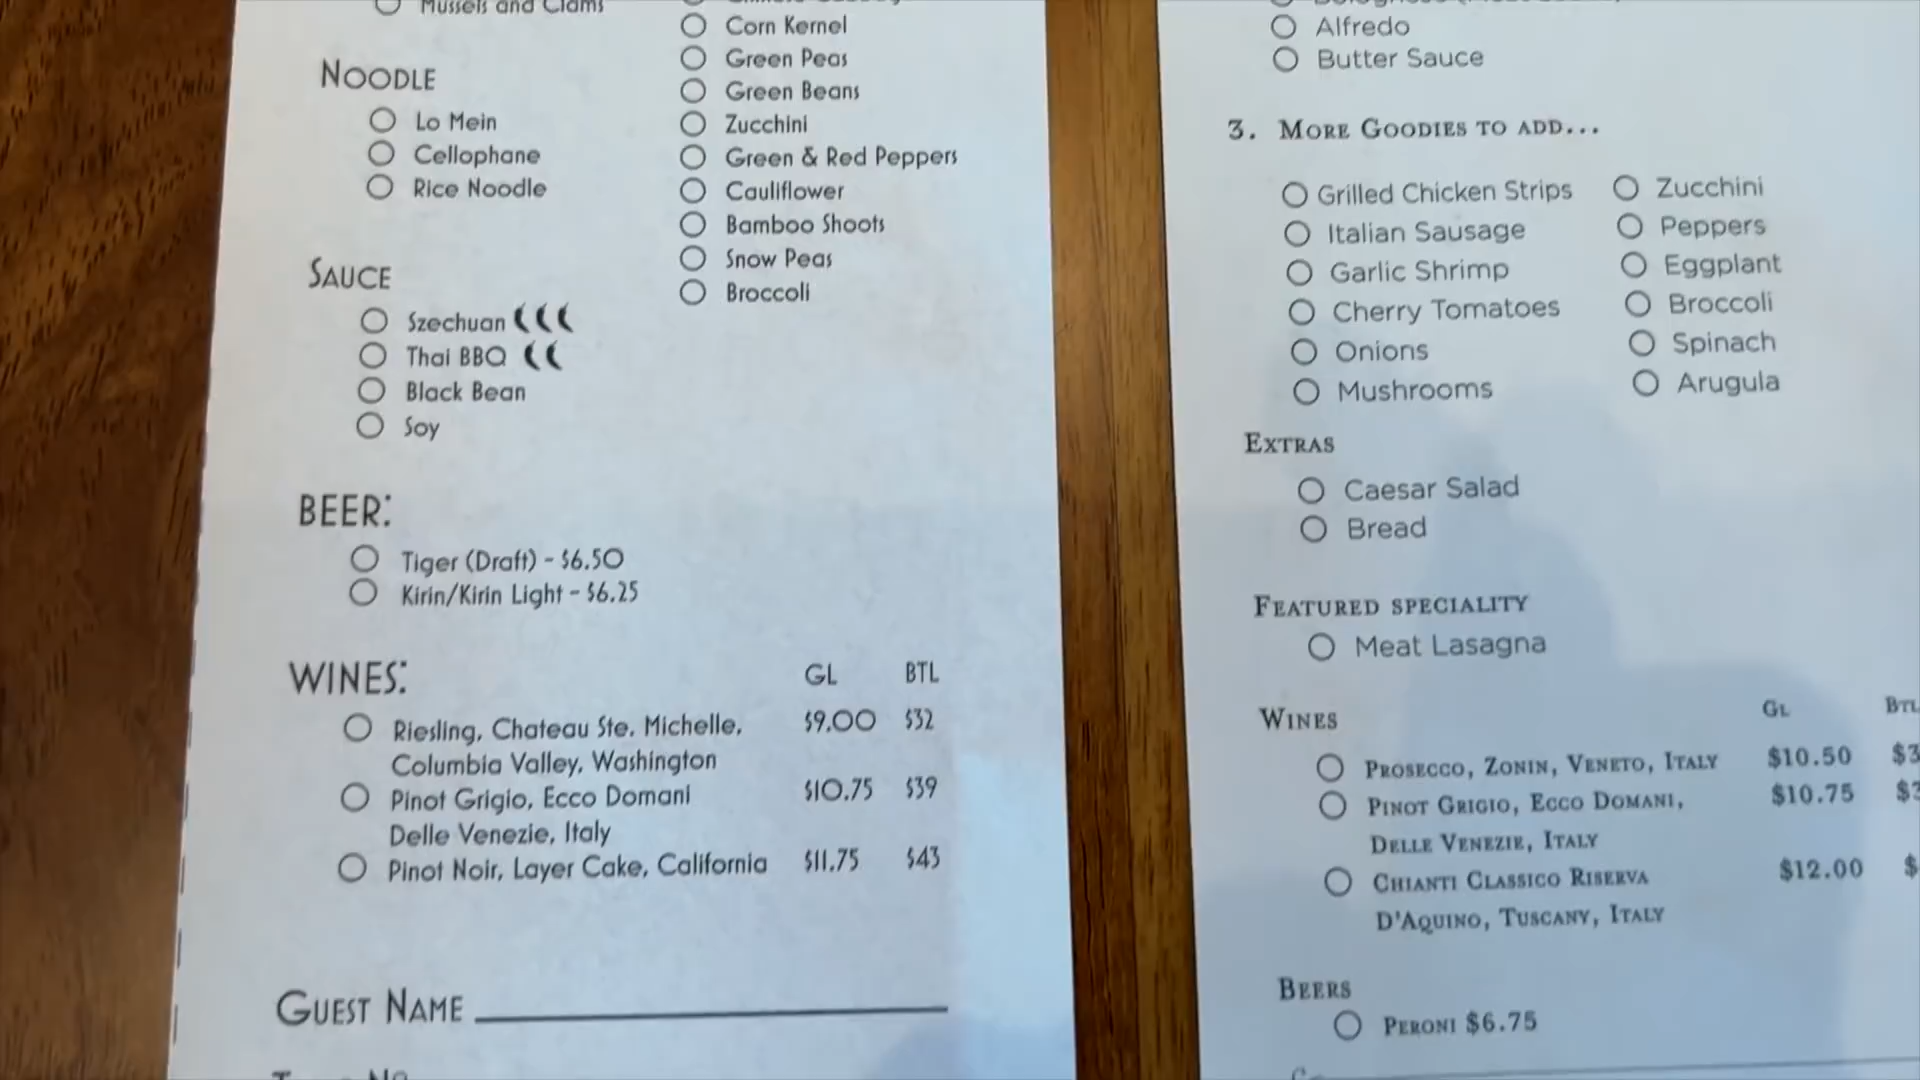 Mussels and Clams
NOODLE
Lo Mein
Cellophane
Rice Noodle
SAUCE
Szechuan
Thai BBQ
Black Bean
Soy
Corn Kernel
Green Peas
Green Beans
Zucchini
Green & Red Peppers
Cauliflower
Bamboo Shoots
Snow Peas
Broccoli
BEER:
Tiger (Draft) - $6.50
Kirin/Kirin Light - $6.25
WINES: GL BTL
Riesling, Chateau Ste. Michelle, $9.00 $32
Columbia Valley, Washington
Pinot Grigio, Ecco Domani $10.75 $39
Delle Venezie, Italy
Pinot Noir, Layer Cake, California $11.75 $43
GUEST NAME
Alfredo
Butter Sauce
3. MORE GOODIES TO ADD...
Grilled Chicken Strips
Italian Sausage
Garlic Shrimp
Cherry Tomatoes
Onions
Mushrooms
Zucchini
Peppers
Eggplant
Broccoli
Spinach
Arugula
EXTRAS
Caesar Salad
Bread
FEATURED SPECIALITY
Meat Lasagna
WINES GL BTL
PROSECCO, ZONIN, VENETO, ITALY $10.50
PINOT GRIGIO, ECCO DOMANI, $10.75
DELLE VENEZIE, ITALY
CHIANTI CLASSICO RISERVA $12.00
D'AQUINO, TUSCANY, ITALY
BEERS
PERONI $6.75